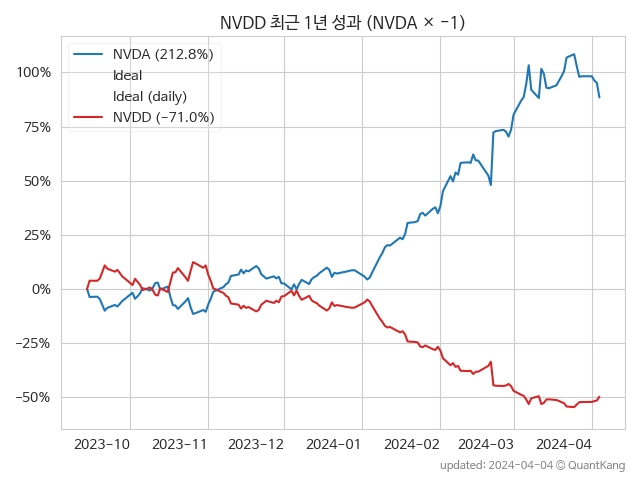 NVDD 최근 1년 성과 (NVDA × −1)
NVDA (212.8%)
Ideal
Ideal (daily)
NVDD (−71.0%)
100%
75%
50%
25%
0%
−25%
−50%
2023−10
2023−11
2023−12
2024−01
2024−02
2024−03
2024−04
updated: 2024-04-04 © QuantKang